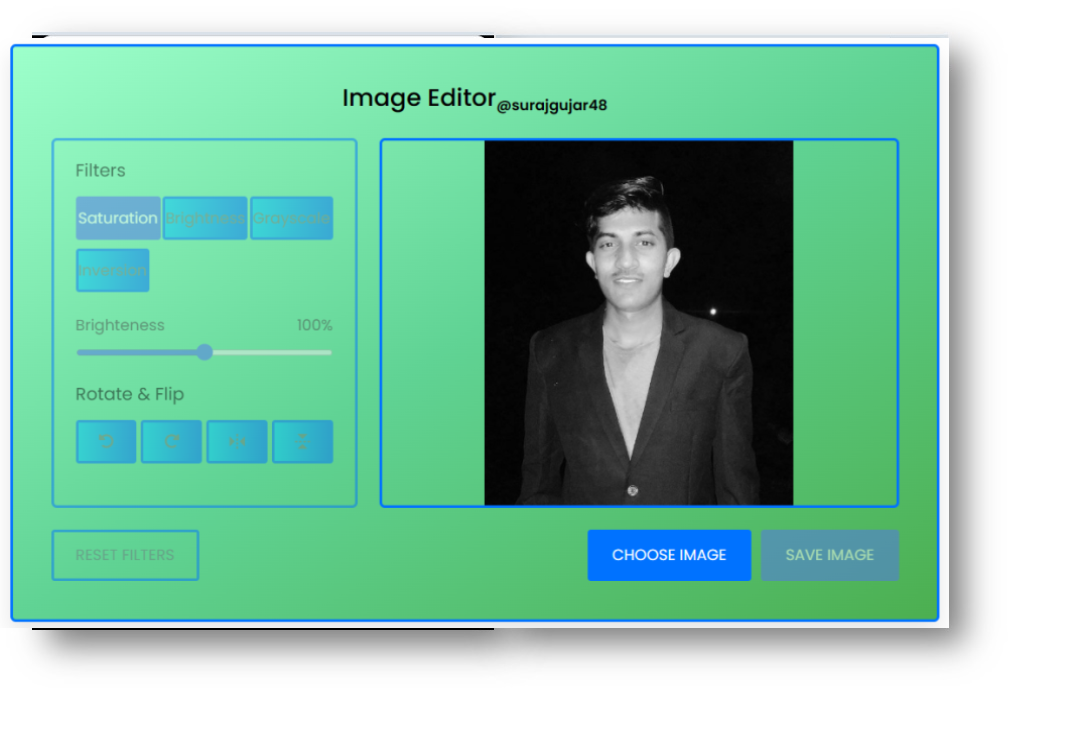 Image Editor@surajgujar48
Filters
Saturation Brightness Grayscale
Inversion
Brighteness 100%
Rotate & Flip
RESET FILTERS CHOOSE IMAGE SAVE IMAGE